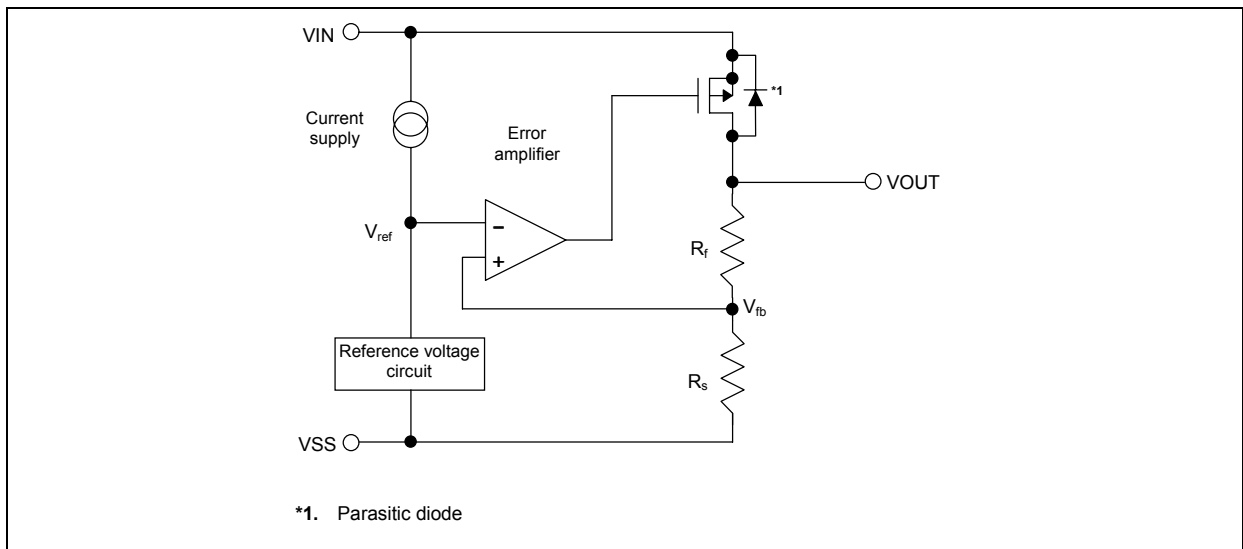 VIN
*1
Current
supply
Error
amplifier
VOUT
Vref
−
+
Rf
Vfb
Reference voltage
circuit
Rs
VSS
*1. Parasitic diode